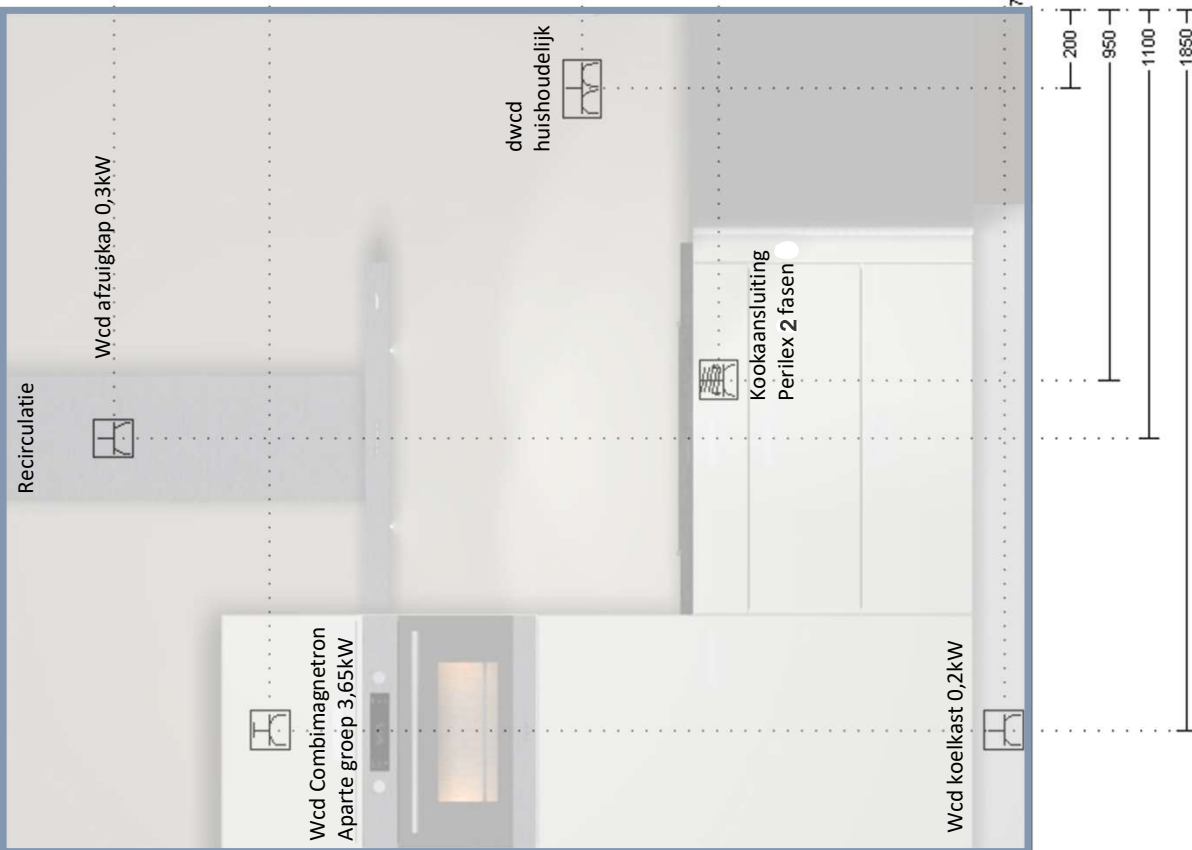 Recirculatie
Wcd afzuigkap 0,3kW
Wcd Combimagnetron
Aparte groep 3,65kW
dwcd
huishoudelijk
Kookaansluiting
Perilex 2 fasen
Wcd koelkast 0,2kW
200
950
1100
1850